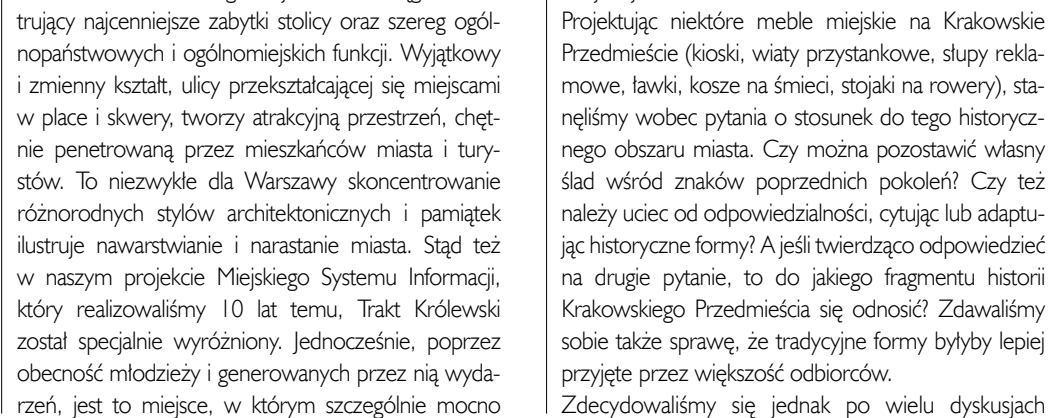 trujący najcenniejsze zabytki stolicy oraz szereg ogól-
nopaństwowych i ogólnomiejskich funkcji. Wyjątkowy
i zmienny kształt, ulicy przekształcającej się miejscami
w place i skwery, tworzy atrakcyjną przestrzeń, chęt-
nie penetrowaną przez mieszkańców miasta i tury-
stów. To niezwykłe dla Warszawy skoncentrowanie
różnorodnych stylów architektonicznych i pamiątek
ilustruje nawarstwianie i narastanie miasta. Stąd też
w naszym projekcie Miejskiego Systemu Informacji,
który realizowaliśmy 10 lat temu, Trakt Królewski
został specjalnie wyróżniony. Jednocześnie, poprzez
obecność młodzieży i generowanych przez nią wyda-
rzeń, jest to miejsce, w którym szczególnie mocno
Projektując niektóre meble miejskie na Krakowskie
Przedmieście (kioski, wiaty przystankowe, słupy rekla-
mowe, ławki, kosze na śmieci, stojaki na rowery), sta-
nęliśmy wobec pytania o stosunek do tego historycz-
nego obszaru miasta. Czy można pozostawić własny
ślad wśród znaków poprzednich pokoleń? Czy też
należy uciec od odpowiedzialności, cytując lub adaptu-
jąc historyczne formy? A jeśli twierdząco odpowiedzieć
na drugie pytanie, to do jakiego fragmentu historii
Krakowskiego Przedmieścia się odnosić? Zdawaliśmy
sobie także sprawę, że tradycyjne formy byłyby lepiej
przyjęte przez większość odbiorców.
Zdecydowaliśmy się jednak po wielu dyskusjach